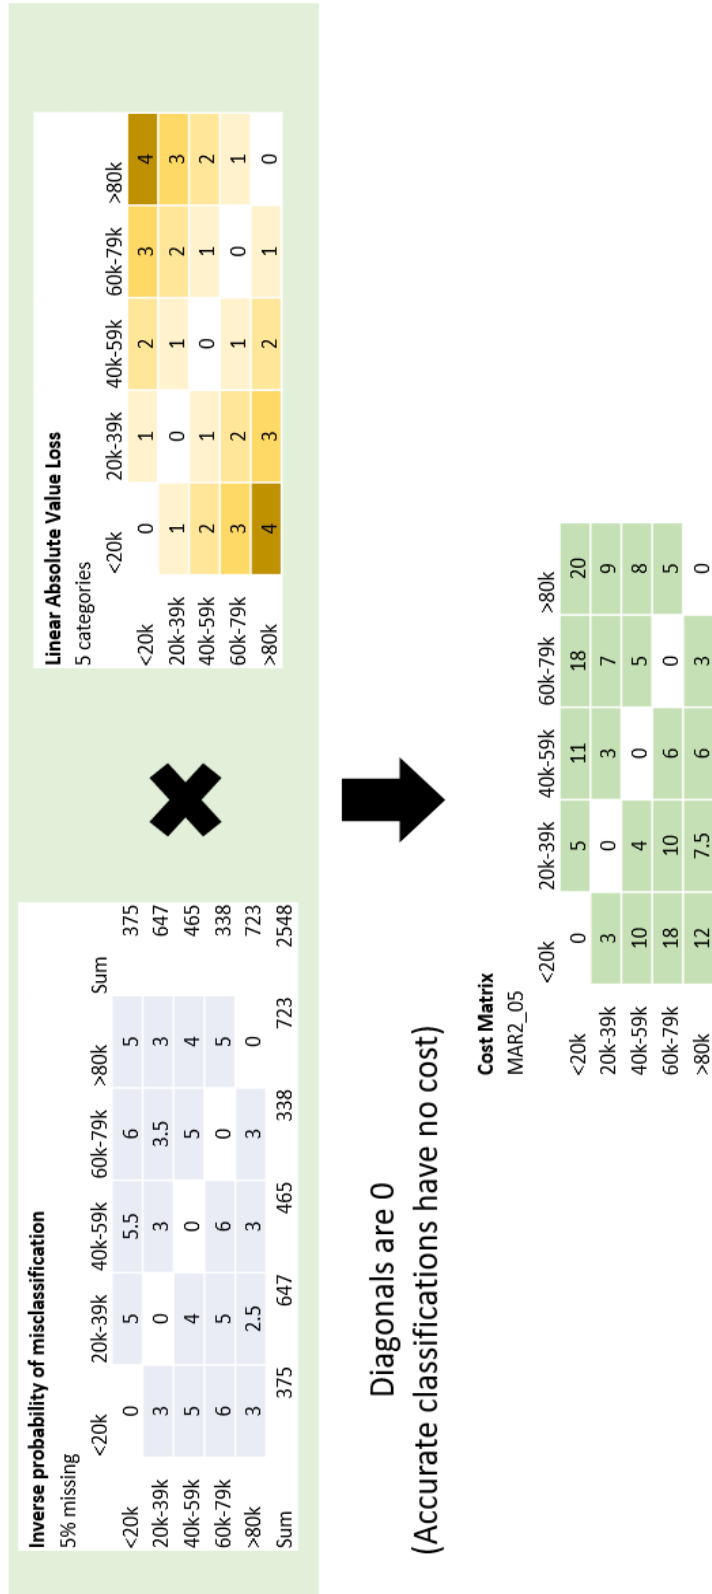 Inverse probability of misclassification
5% missing
<20k 20k-39k 40k-59k 60k-79k >80k Sum
<20k 0 5 5.5 6 5 375
20k-39k 3 0 3 3.5 3 647
40k-59k 5 4 0 5 4 465
60k-79k 6 5 6 0 5 338
>80k 3 2.5 3 3 0 723
Sum 375 647 465 338 723 2548
Linear Absolute Value Loss
5 categories
<20k 20k-39k 40k-59k 60k-79k >80k
<20k 0 1 2 3 4
20k-39k 1 0 1 2 3
40k-59k 2 1 0 1 2
60k-79k 3 2 1 0 1
>80k 4 3 2 1 0
Diagonals are 0
(Accurate classifications have no cost)
Cost Matrix
MAR2_05
<20k 20k-39k 40k-59k 60k-79k >80k
<20k 0 5 11 18 20
20k-39k 3 0 3 7 9
40k-59k 10 4 0 5 8
60k-79k 18 10 6 0 5
>80k 12 7.5 6 3 0